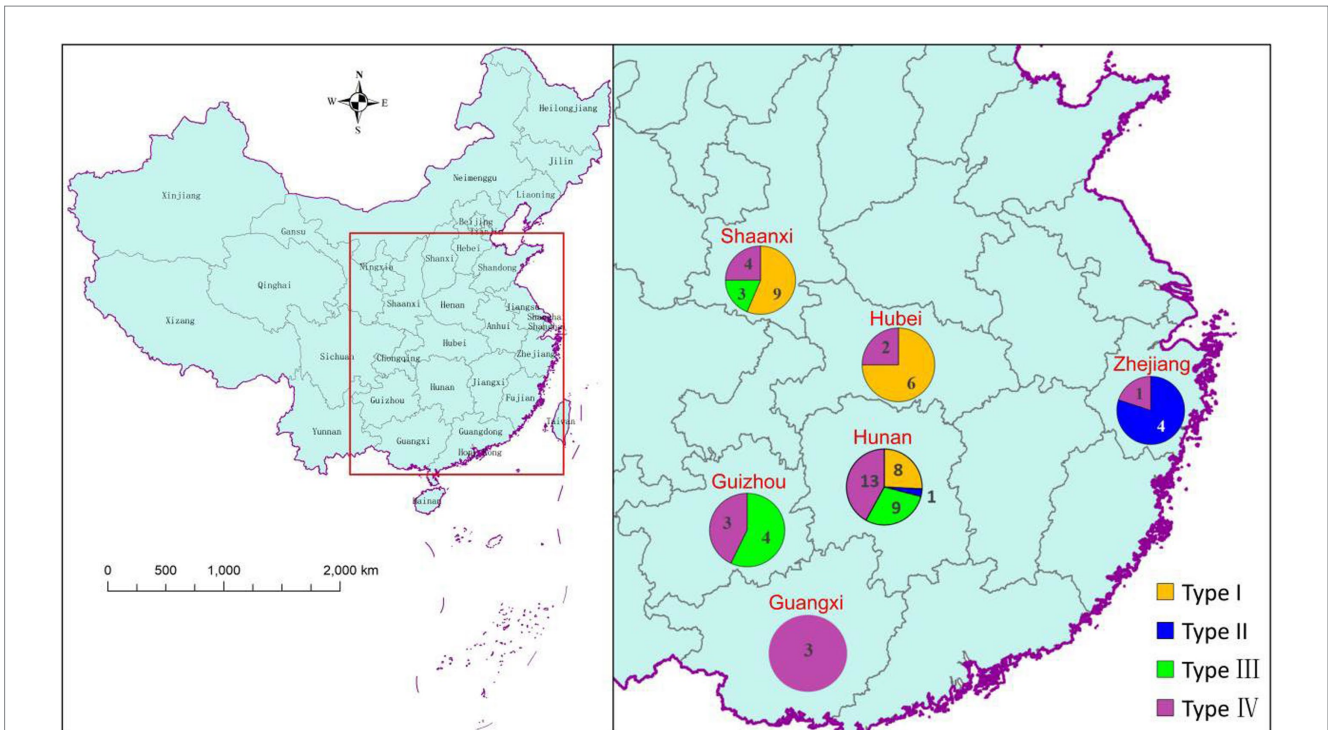 N
W E
S
Heilongjiang
Jilin
Neimenggu
Liaoning
Xinjiang
Beijing
Gansu
Hebei
Shanxi
Ningxia
Shandong
Qinghai
Shaanxi
Henan
Jiangsu
Xizang
Anhui
Hubei
Sichuan
Chongqing
Zhejiang
Hunan
Jiangxi
Guizhou
Fujian
Taivan
Yunnan
Guangxi
Guangdong
Hainan
0 500 1,000 2,000 km
Shaanxi
4
3 9
Hubei
2
6
Zhejiang
1
4
Hunan
13 8
1
9
Guizhou
3
4
Guangxi
3
Type I
Type II
Type III
Type IV